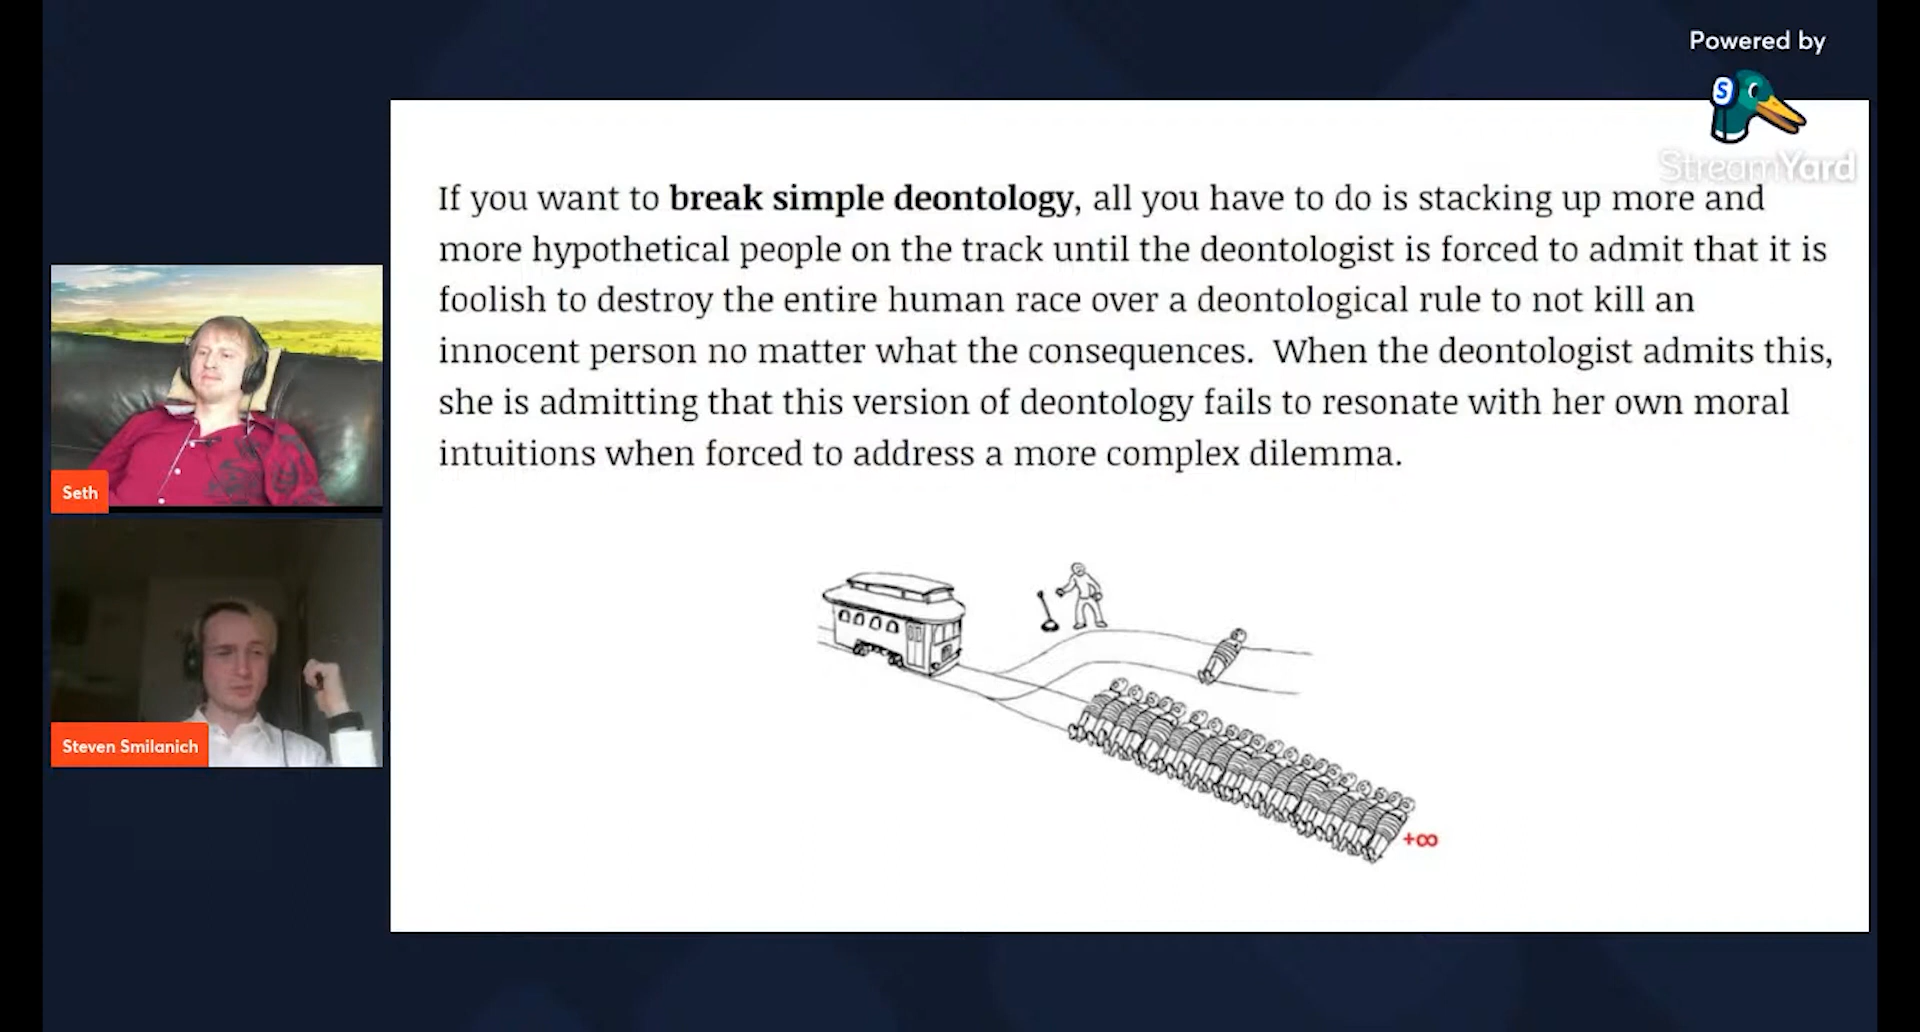 Powered by
S
StreamYard
If you want to break simple deontology, all you have to do is stacking up more and
more hypothetical people on the track until the deontologist is forced to admit that it is
foolish to destroy the entire human race over a deontological rule to not kill an
innocent person no matter what the consequences. When the deontologist admits this,
she is admitting that this version of deontology fails to resonate with her own moral
intuitions when forced to address a more complex dilemma.
Seth
Steven Smilanich
+∞